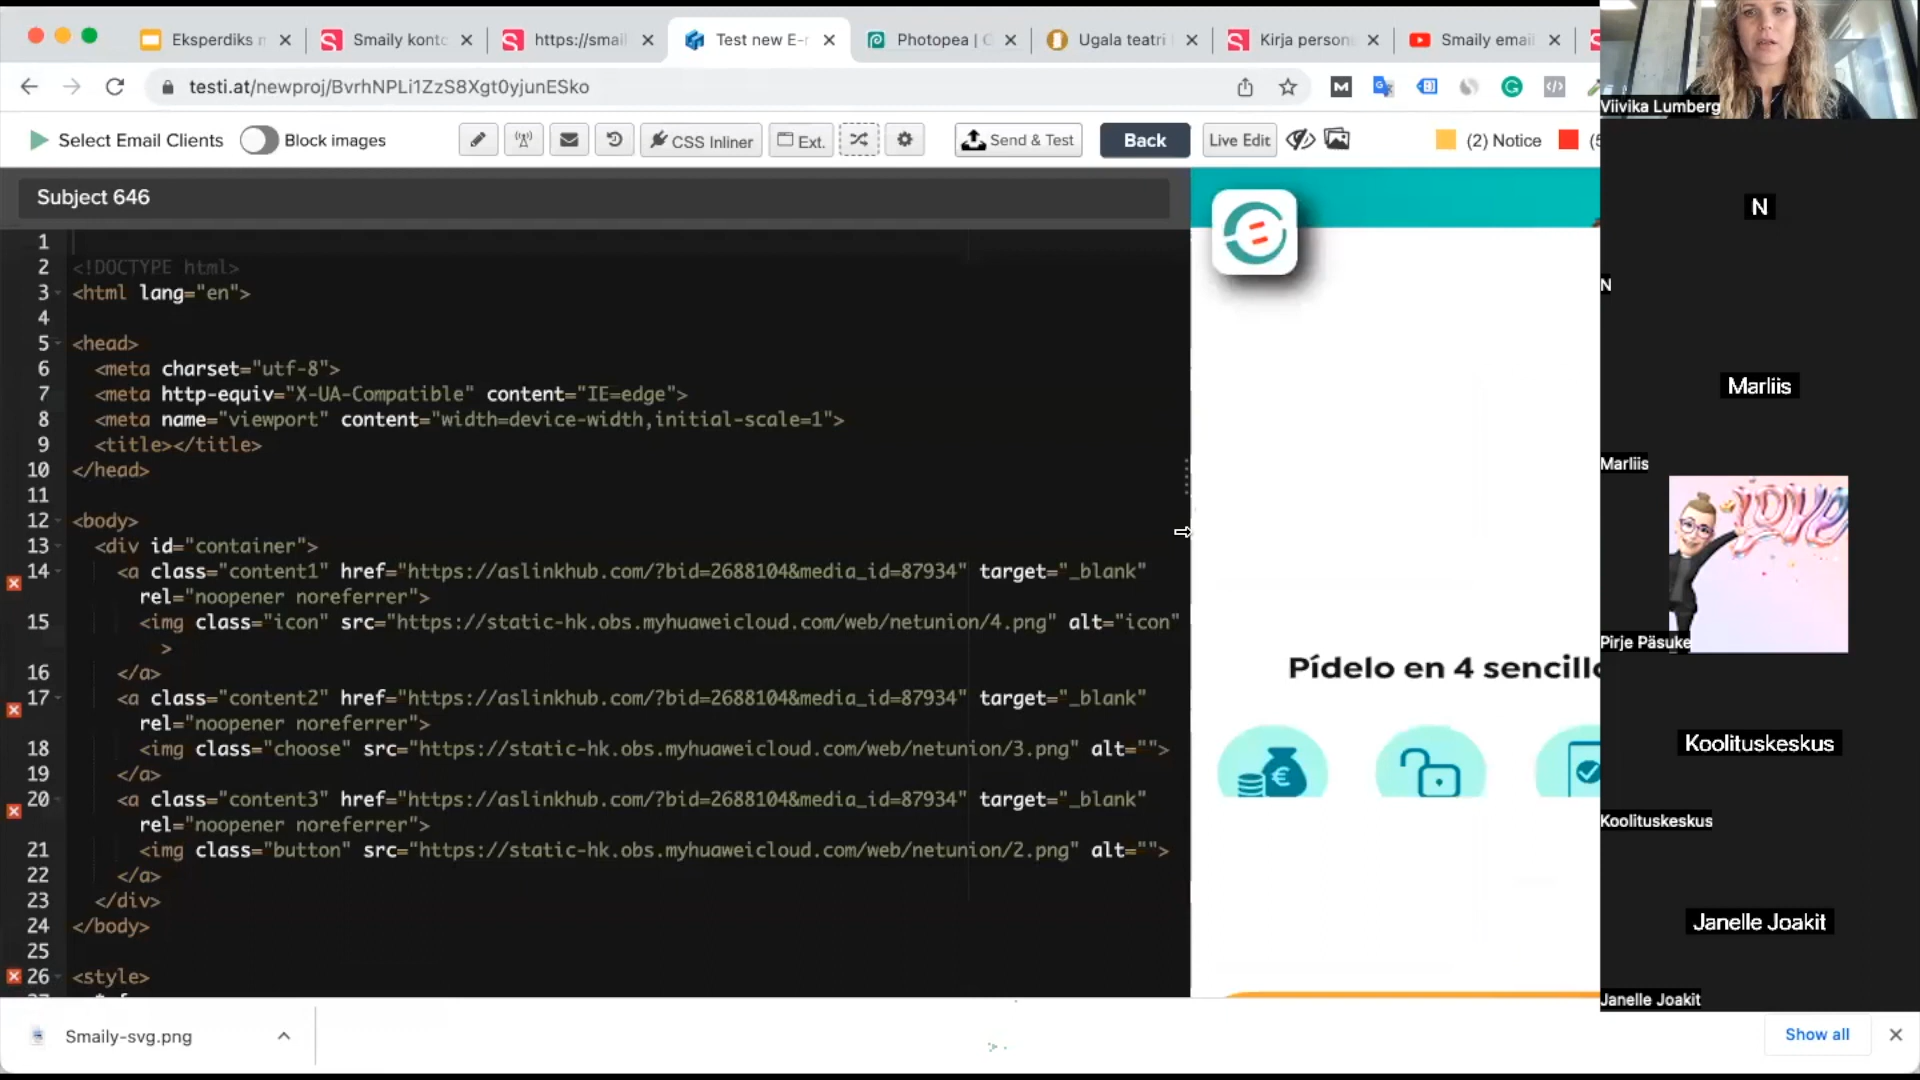 Eksperdiks
Smaily konto
https://smail
Test new E-
Photopea |
Ugala teatri
Kirja person
Smaily email
testi.at/newproj/BvrhNPLi1ZzS8Xgt0yjunESko
Select Email Clients
Block images
CSS Inliner
Ext.
Send & Test
Back
Live Edit
(2) Notice
Subject 646
1
2 <!DOCTYPE html>
3 <html lang="en">
4
5 <head>
6 <meta charset="utf-8">
7 <meta http-equiv="X-UA-Compatible" content="IE=edge">
8 <meta name="viewport" content="width=device-width,initial-scale=1">
9 <title></title>
10 </head>
11
12 <body>
13 <div id="container">
14 <a class="content1" href="https://aslinkhub.com/?bid=2688104&media_id=87934" target="_blank"
rel="noopener noreferrer">
15 <img class="icon" src="https://static-hk.obs.myhuaweicloud.com/web/netunion/4.png" alt="icon"
>
16 </a>
17 <a class="content2" href="https://aslinkhub.com/?bid=2688104&media_id=87934" target="_blank"
rel="noopener noreferrer">
18 <img class="choose" src="https://static-hk.obs.myhuaweicloud.com/web/netunion/3.png" alt="">
19 </a>
20 <a class="content3" href="https://aslinkhub.com/?bid=2688104&media_id=87934" target="_blank"
rel="noopener noreferrer">
21 <img class="button" src="https://static-hk.obs.myhuaweicloud.com/web/netunion/2.png" alt="">
22 </a>
23 </div>
24 </body>
25
26 <style>
Pídelo en 4 sencillo
Viivika Lumberg
N
N
Marliis
Marliis
Pirje Päsuke
Koolituskeskus
Koolituskeskus
Janelle Joakit
Janelle Joakit
Smaily-svg.png
Show all